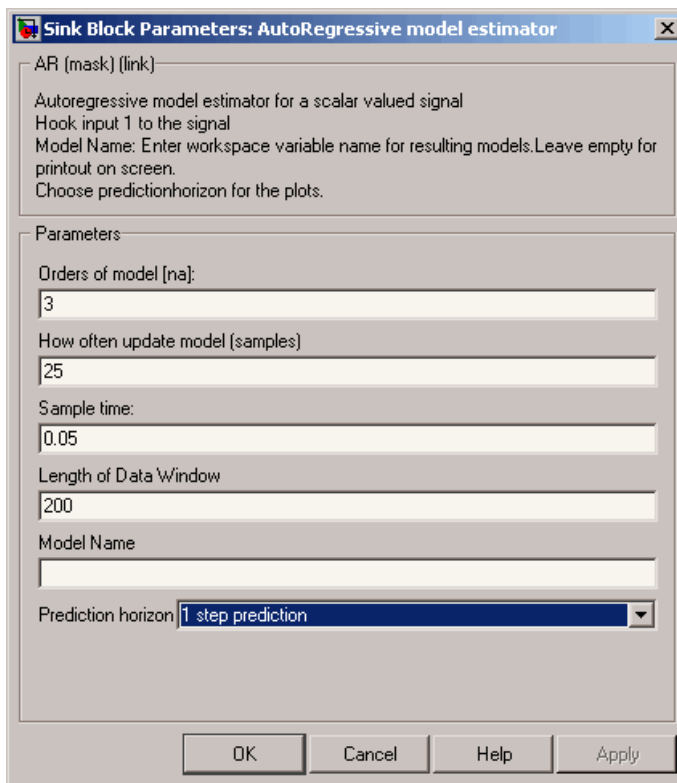 Sink Block Parameters: AutoRegressive model estimator
AR (mask) (link)
Autoregressive model estimator for a scalar valued signal
Hook input 1 to the signal
Model Name: Enter workspace variable name for resulting models.Leave empty for
printout on screen.
Choose predictionhorizon for the plots.
Parameters
Orders of model [na]:
3
How often update model (samples)
25
Sample time:
0.05
Length of Data Window
200
Model Name
Prediction horizon 1 step prediction
OK Cancel Help Apply